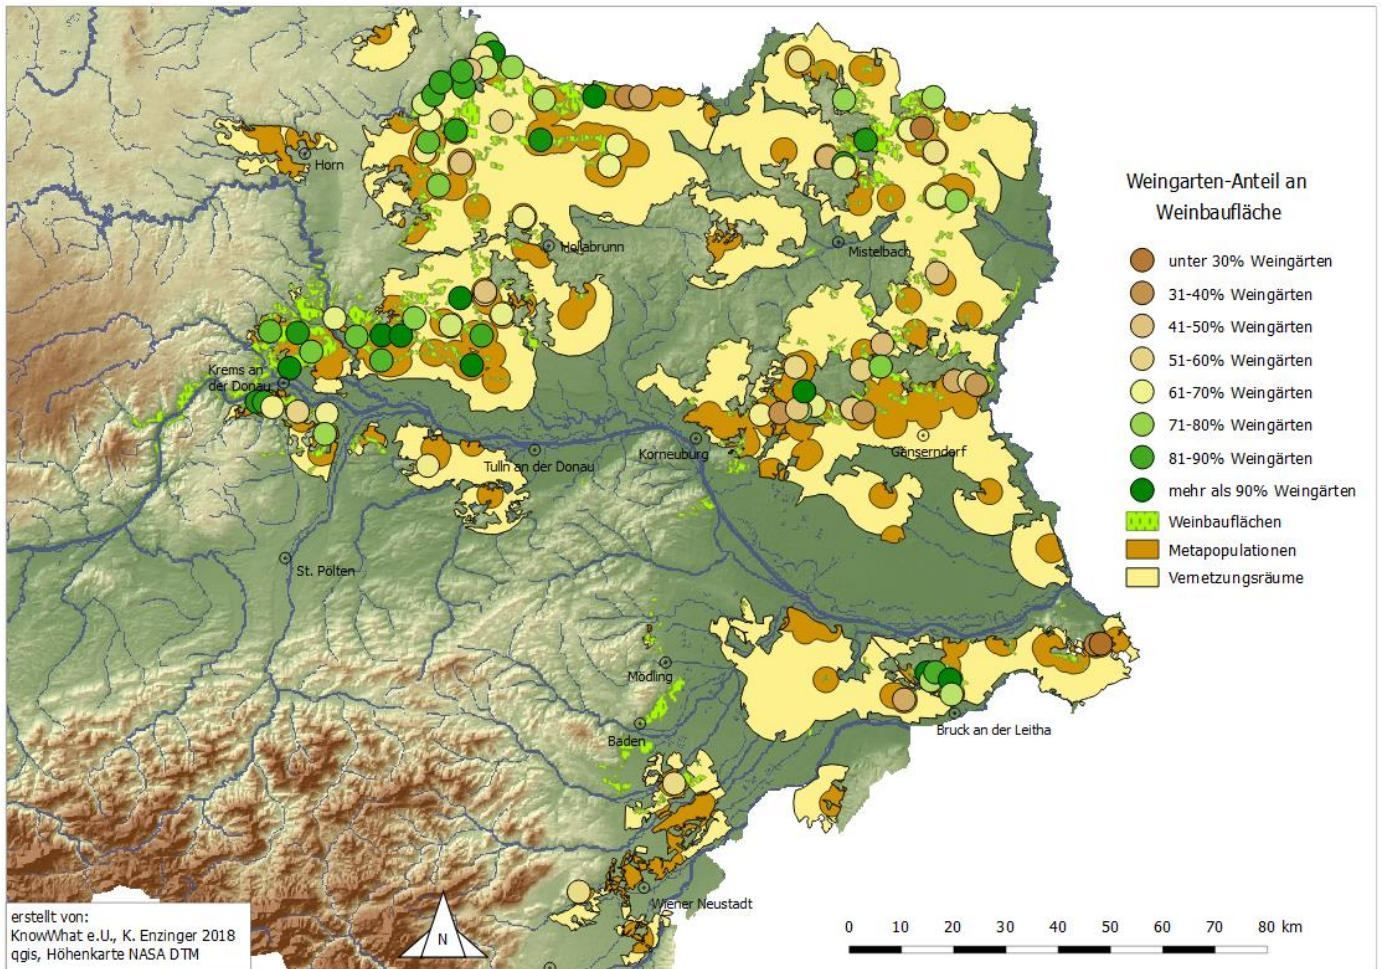 Horn
Hollabrunn
Mistelbach
Krems an
der Donau
Korneuburg
Gänserndorf
Tulln an der Donau
St. Pölten
Mödling
Baden
Bruck an der Leitha
Wiener Neustadt
Weingarten-Anteil an
Weinbaufläche
unter 30% Weingärten
31-40% Weingärten
41-50% Weingärten
51-60% Weingärten
61-70% Weingärten
71-80% Weingärten
81-90% Weingärten
mehr als 90% Weingärten
Weinbauflächen
Metapopulationen
Vernetzungsräume
erstellt von:
KnowWhat e.U., K. Enzinger 2018
qgis, Höhenkarte NASA DTM
N
0 10 20 30 40 50 60 70 80 km